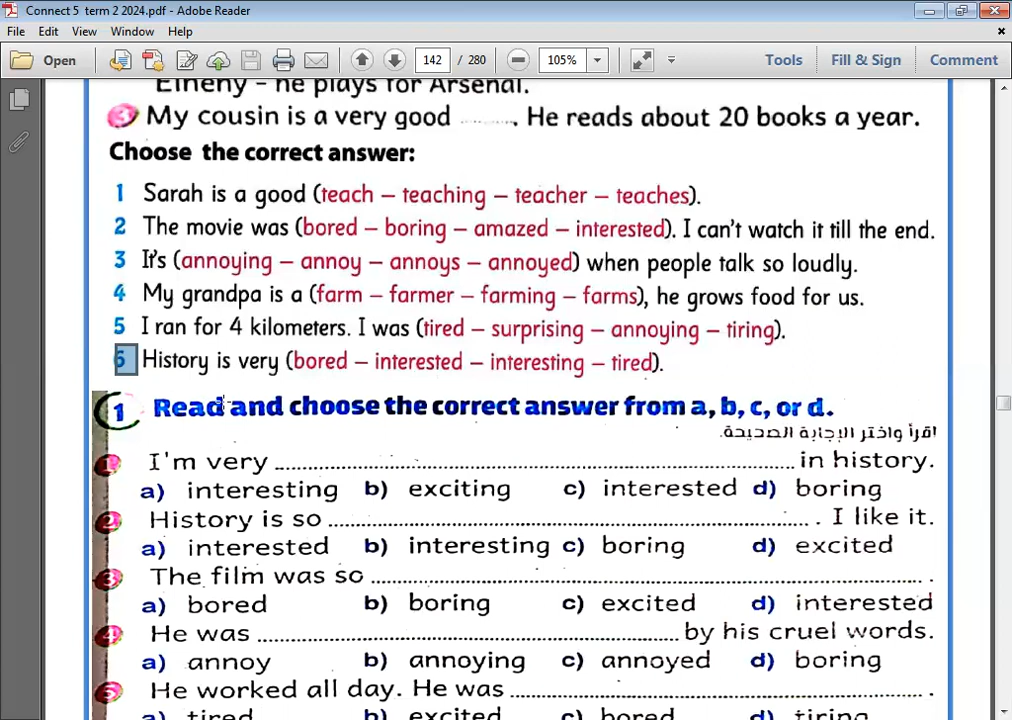 Connect 5 term 2 2024.pdf - Adobe Reader
File Edit View Window Help
Open 142 / 280 105% Tools Fill & Sign Comment
Elneny – he plays for Arsenal.
3 My cousin is a very good ......... . He reads about 20 books a year.
Choose the correct answer:
1 Sarah is a good (teach – teaching – teacher – teaches).
2 The movie was (bored – boring – amazed – interested). I can't watch it till the end.
3 It's (annoying – annoy – annoys – annoyed) when people talk so loudly.
4 My grandpa is a (farm – farmer – farming – farms), he grows food for us.
5 I ran for 4 kilometers. I was (tired – surprising – annoying – tiring).
6 History is very (bored – interested – interesting – tired).
1 Read and choose the correct answer from a, b, c, or d.
اقرأ واختر الإجابة الصحيحة.
1 I'm very ........ in history.
a) interesting b) exciting c) interested d) boring
2 History is so ........ . I like it.
a) interested b) interesting c) boring d) excited
3 The film was so ........ .
a) bored b) boring c) excited d) interested
4 He was ........ by his cruel words.
a) annoy b) annoying c) annoyed d) boring
5 He worked all day. He was ........ .
a) tired b) excited c) bored d) tiring